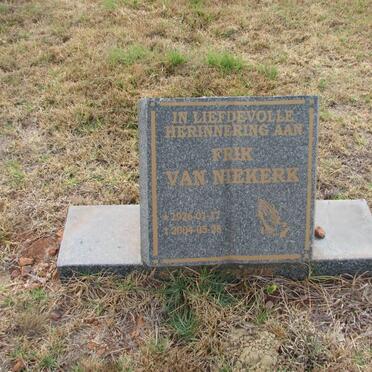 IN LIEFDEVOLLE
HERINNERING AAN
FRIK
VAN NIEKERK
* 1926-01-17
† 2004-05-28